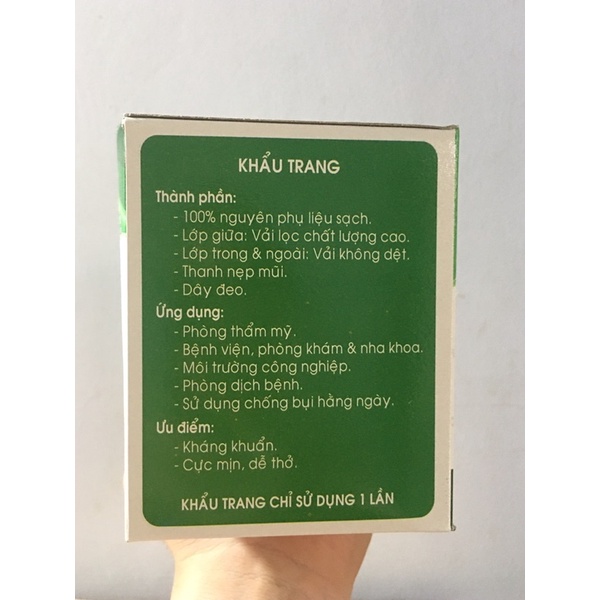 KHẨU TRANG
Thành phần:
- 100% nguyên phụ liệu sạch.
- Lớp giữa: Vải lọc chất lượng cao.
- Lớp trong & ngoài: Vải không dệt.
- Thanh nẹp mũi.
- Dây đeo.
Ứng dụng:
- Phòng thẩm mỹ.
- Bệnh viện, phòng khám & nha khoa.
- Môi trường công nghiệp.
- Phòng dịch bệnh.
- Sử dụng chống bụi hằng ngày.
Ưu điểm:
- Kháng khuẩn.
- Cực mịn, dễ thở.
KHẨU TRANG CHỈ SỬ DỤNG 1 LẦN